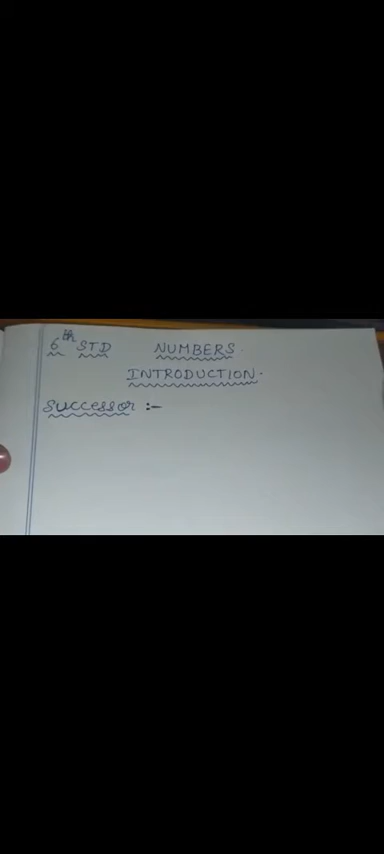 6th STD NUMBERS.
INTRODUCTION.
Successor :-